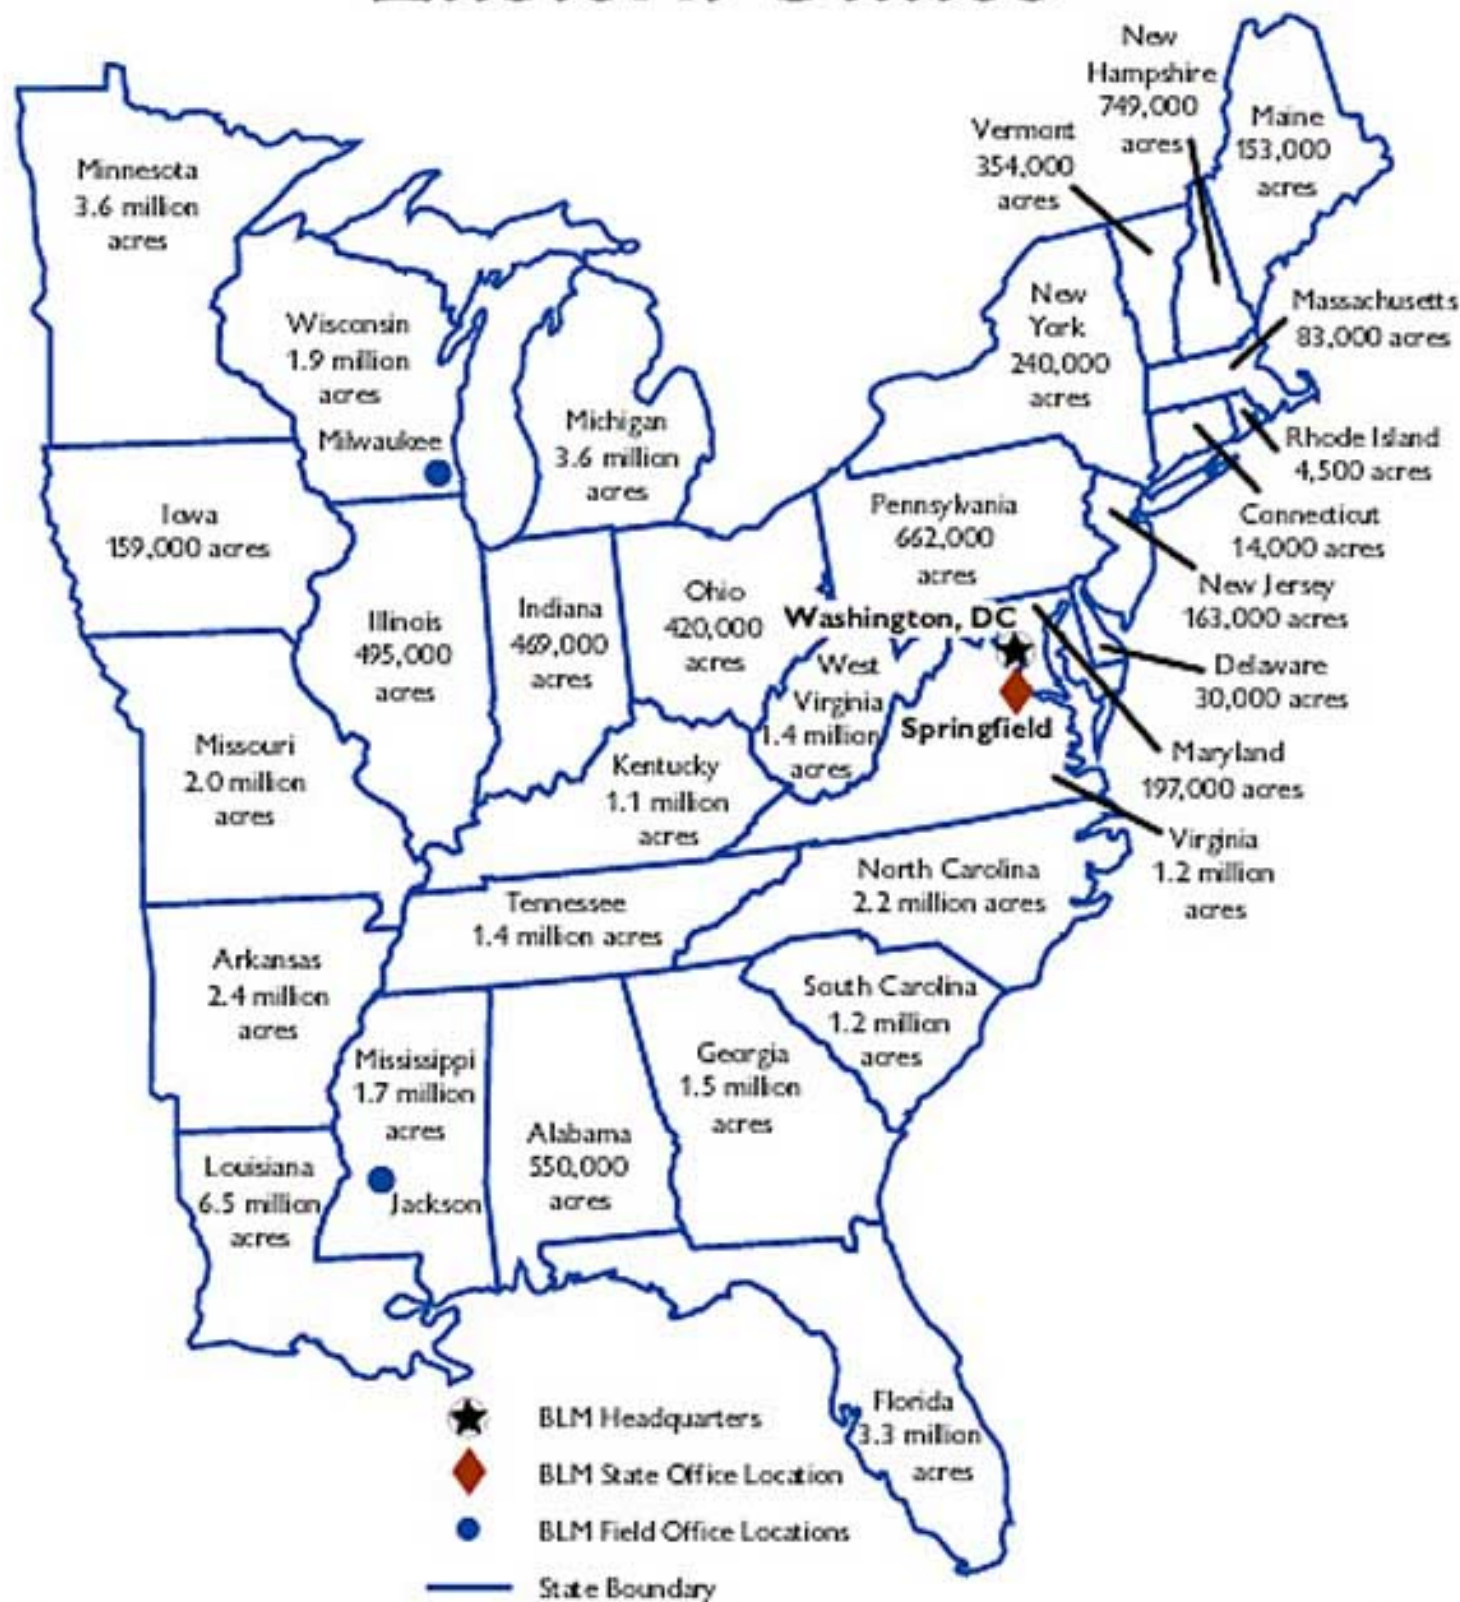 New
Hampshire
749,000
acres
Maine
153,000
acres
Vermont
354,000
acres
Minnesota
3.6 million
acres
Massachusetts
83,000 acres
New
York
240,000
acres
Wisconsin
1.9 million
acres
Milwaukee
Michigan
3.6 million
acres
Rhode Island
4,500 acres
Iowa
159,000 acres
Pennsylvania
662,000
acres
Connecticut
14,000 acres
New Jersey
163,000 acres
Illinois
495,000
acres
Indiana
469,000
acres
Ohio
420,000
acres
Washington, DC
West
Virginia
1.4 million
acres
Springfield
Delaware
30,000 acres
Missouri
2.0 million
acres
Kentucky
1.1 million
acres
Maryland
197,000 acres
Virginia
1.2 million
acres
Tennessee
1.4 million acres
North Carolina
2.2 million acres
Arkansas
2.4 million
acres
South Carolina
1.2 million
acres
Mississippi
1.7 million
acres
Jackson
Georgia
1.5 million
acres
Alabama
550,000
acres
Louisiana
6.5 million
acres
Florida
3.3 million
acres
BLM Headquarters
BLM State Office Location
BLM Field Office Locations
State Boundary